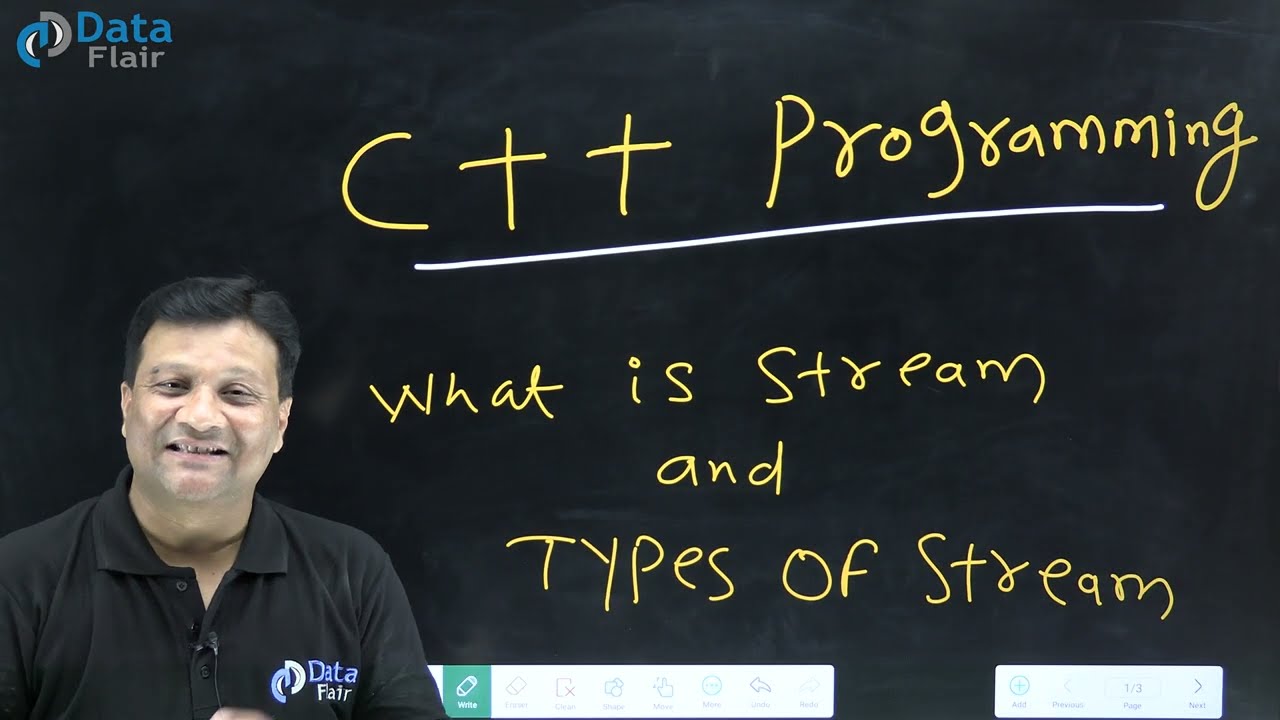 Data
Flair
C++ Programming
What is Stream
and
Types of Stream
Data
Flair
Write
Eraser
Clean
Shape
Move
More
Undo
Redo
Add
Previous
1/3
Page
Next